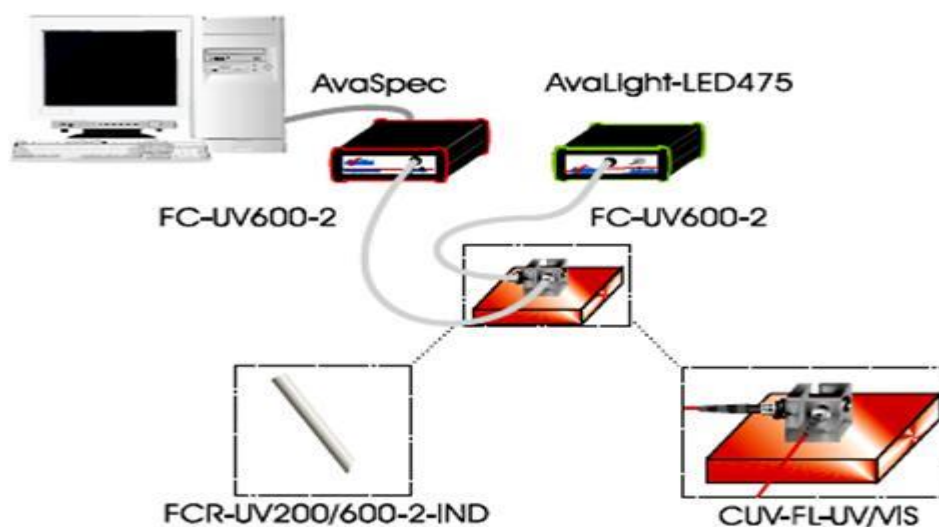 AvaSpec
AvaLight-LED475
FC-UV600-2
FC-UV600-2
FCR-UV200/600-2-IND
CUV-FL-UV/VIS